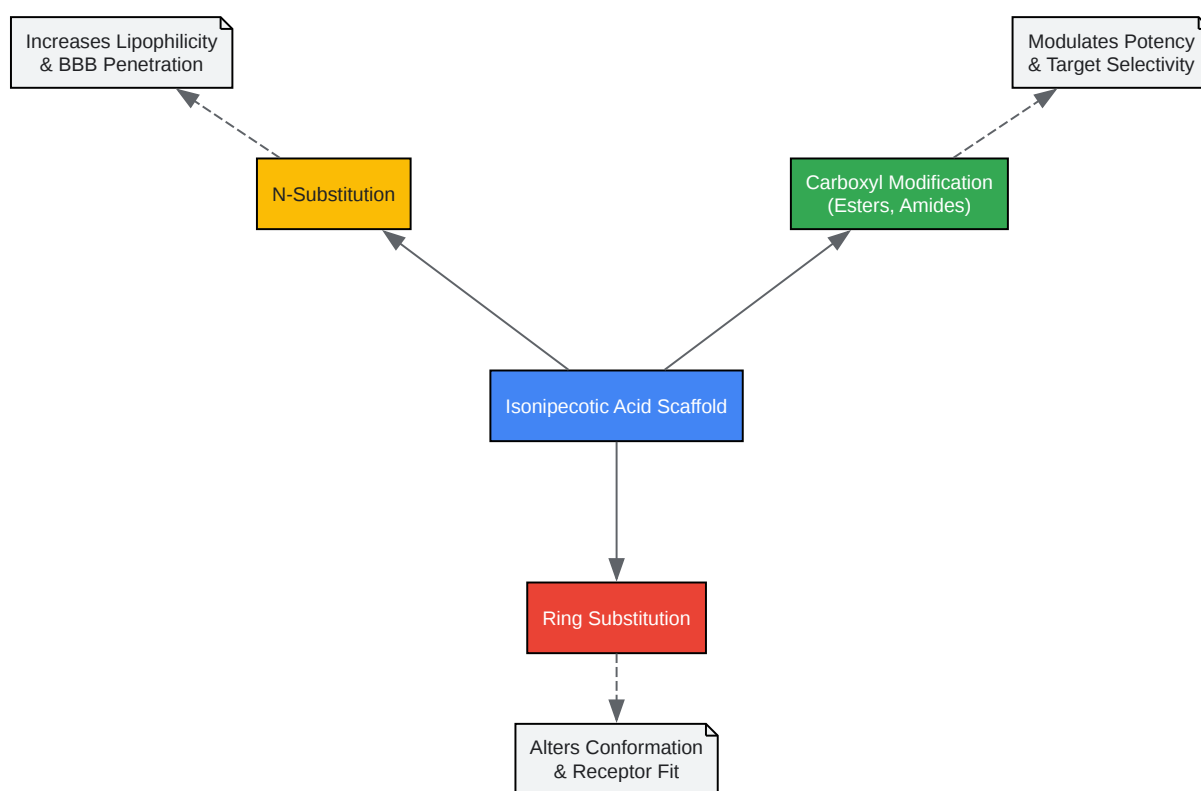 Increases Lipophilicity
& BBB Penetration
Modulates Potency
& Target Selectivity
N-Substitution
Carboxyl Modification
(Esters, Amides)
Isonipecotic Acid Scaffold
Ring Substitution
Alters Conformation
& Receptor Fit